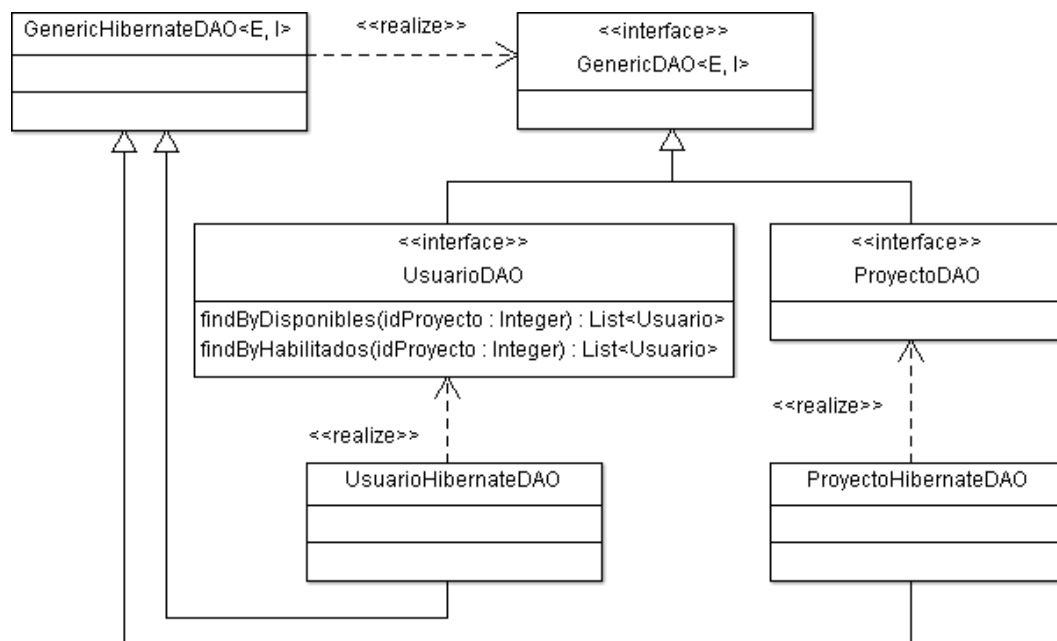 GenericHibernateDAO<E, I>
<<realize>>
<<interface>>
GenericDAO<E, I>
<<interface>>
UsuarioDAO
findByDisponibles(idProyecto : Integer) : List<Usuario>
findByHabilitados(idProyecto : Integer) : List<Usuario>
<<interface>>
ProyectoDAO
<<realize>>
<<realize>>
UsuarioHibernateDAO
ProyectoHibernateDAO